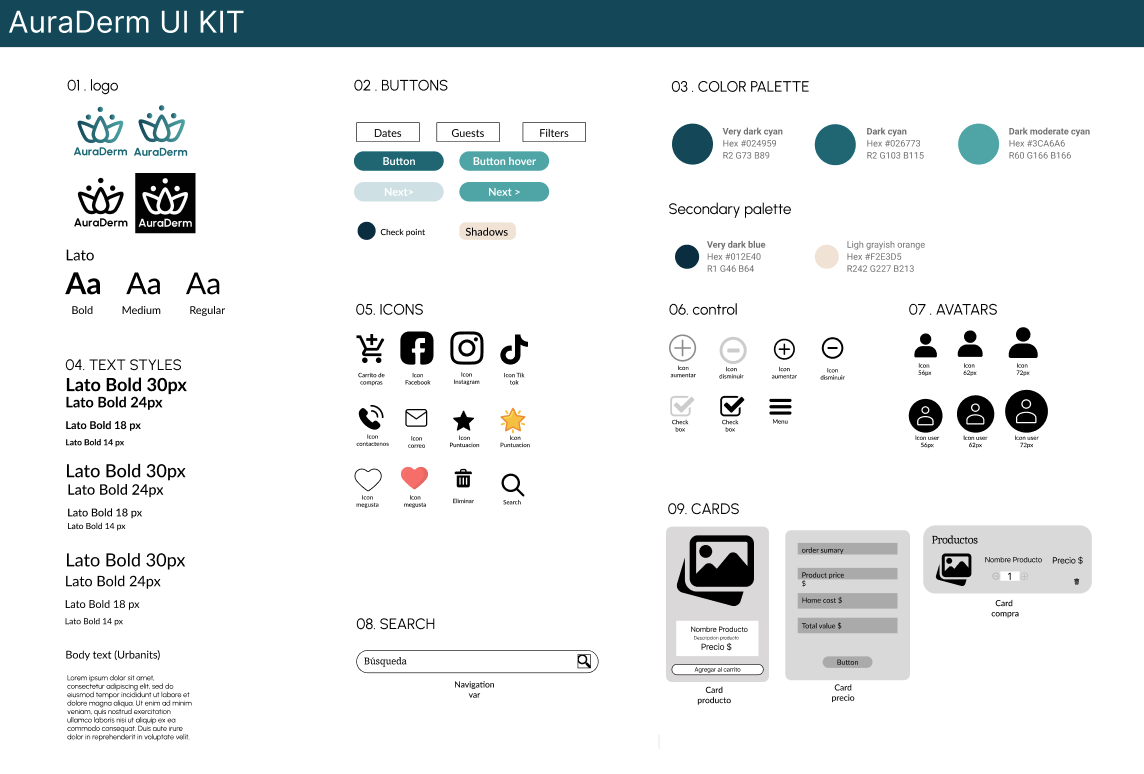 AuraDerm UI KIT
01 . logo
AuraDerm AuraDerm
AuraDerm AuraDerm
Lato
Aa Aa Aa
Bold Medium Regular
04. TEXT STYLES
Lato Bold 30px
Lato Bold 24px
Lato Bold 18 px
Lato Bold 14 px
Lato Bold 30px
Lato Bold 24px
Lato Bold 18 px
Lato Bold 14 px
Lato Bold 30px
Lato Bold 24px
Lato Bold 18 px
Lato Bold 14 px
Body text (Urbanits)
Lorem ipsum dolor sit amet,
consectetur adipiscing elit, sed do
eiusmod tempor incididunt ut labore et
dolore magna aliqua. Ut enim ad minim
veniam, quis nostrud exercitation
ullamco laboris nisi ut aliquip ex ea
commodo consequat. Duis aute irure
dolor in reprehenderit in voluptate velit.
02 . BUTTONS
Dates Guests Filters
Button Button hover
Next> Next >
Check point Shadows
05. ICONS
Carrito de
compras
Icon
Facebook
Icon
Instagram
Icon Tik
tok
Icon
contactenos
Icon
correo
Icon
Puntuacion
Icon
Puntuacion
Icon
megusta
Icon
megusta
Eliminar
Search
08. SEARCH
Búsqueda
Navigation
var
03 . COLOR PALETTE
Very dark cyan
Hex #024959
R2 G73 B89
Dark cyan
Hex #026773
R2 G103 B115
Dark moderate cyan
Hex #3CA6A6
R60 G166 B166
Secondary palette
Very dark blue
Hex #012E40
R1 G46 B64
Ligh grayish orange
Hex #F2E3D5
R242 G227 B213
06. control
Icon
aumentar
Icon
disminuir
Icon
aumentar
Icon
disminuir
Check
box
Check
box
Menu
07 . AVATARS
Icon
56px
Icon
62px
Icon
72px
Icon user
56px
Icon user
62px
Icon user
72px
09. CARDS
Nombre Producto
Descripcion producto
Precio $
Agregar al carrito
Card
producto
order sumary
Product price
$
Home cost $
Total value $
Button
Card
precio
Productos
Nombre Producto Precio $
1
Card
compra